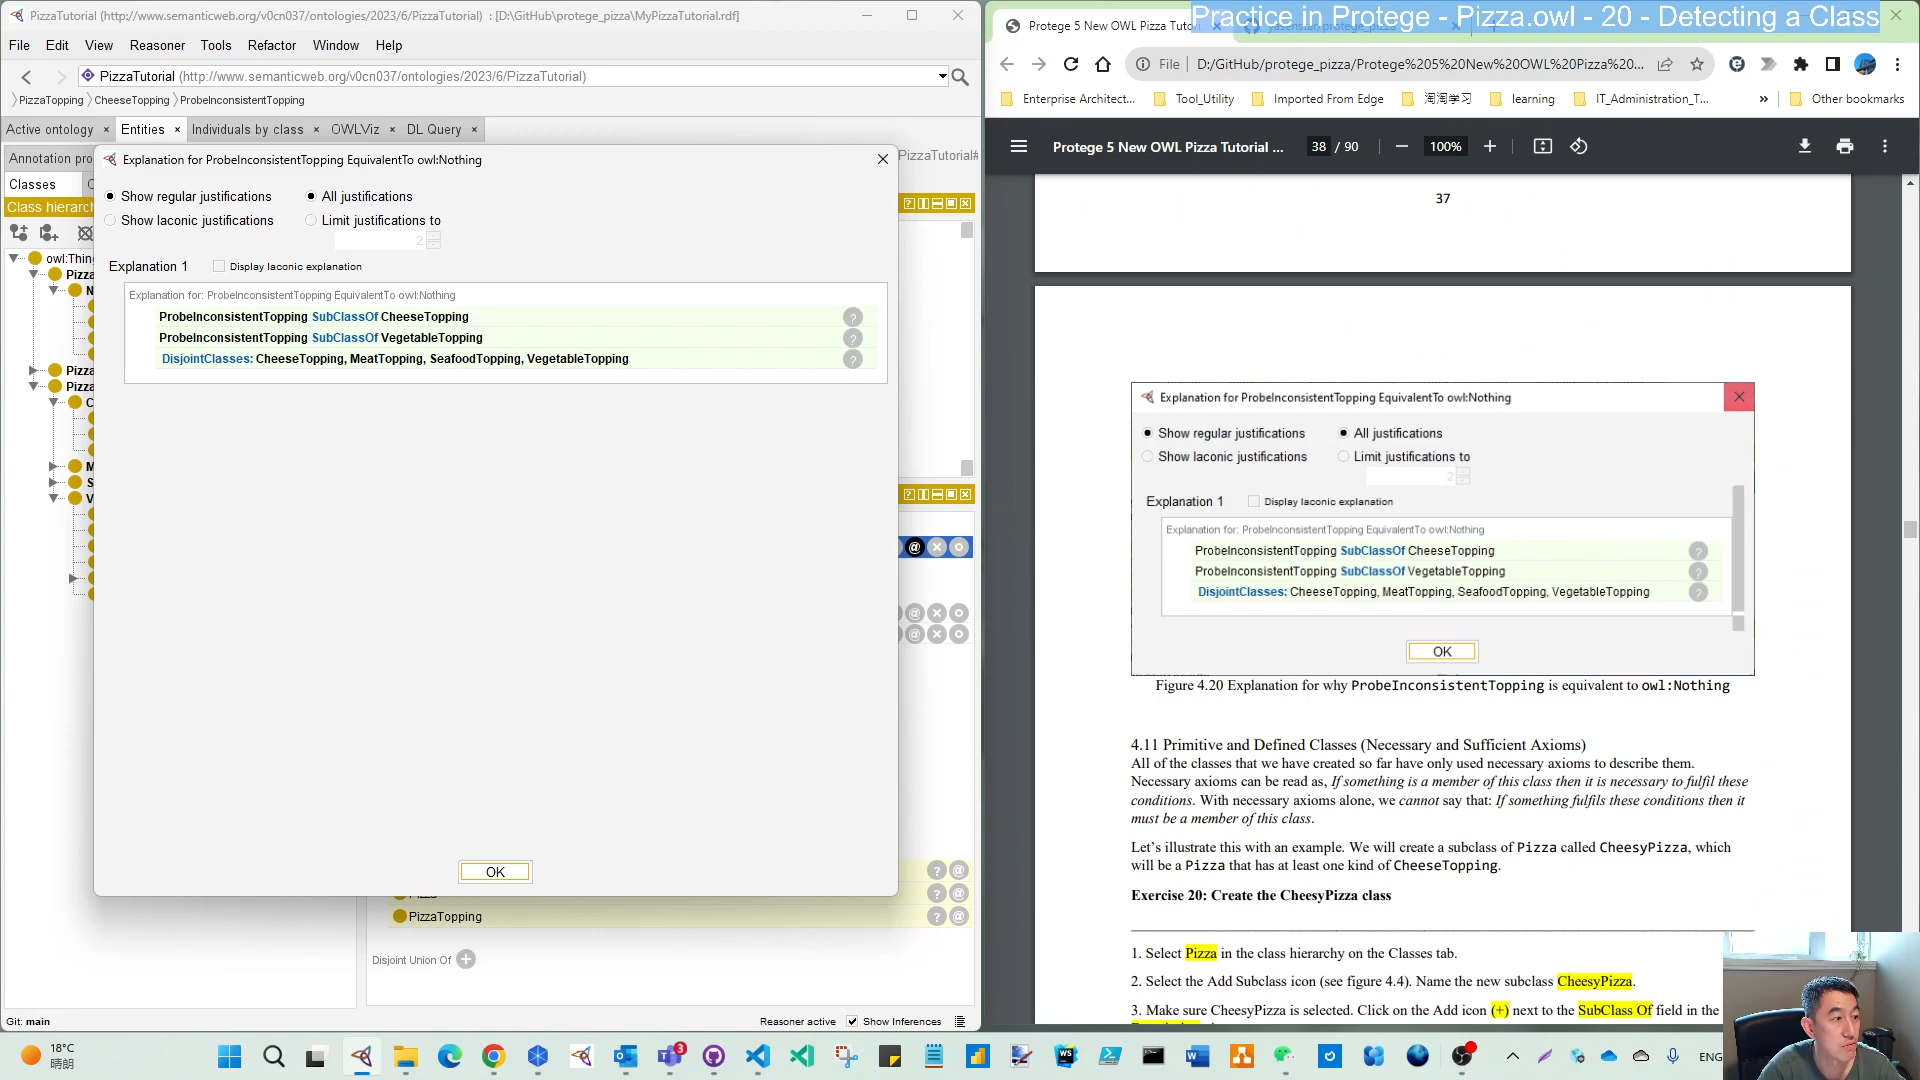 PizzaTutorial (http://www.semanticweb.org/v0cn037/ontologies/2023/6/PizzaTutorial) : [D:\GitHub\protege_pizza\MyPizzaTutorial.rdf]
File Edit View Reasoner Tools Refactor Window Help
PizzaTutorial (http://www.semanticweb.org/v0cn037/ontologies/2023/6/PizzaTutorial)
PizzaTopping CheeseTopping ProbeInconsistentTopping
Active ontology × Entities × Individuals by class × OWLViz × DL Query ×
Annotation pro
PizzaTutorial#
Classes
Class hierarch
owl:Thin
Pizza
N
Pizza
Pizza
C
M
S
V
Explanation for ProbeInconsistentTopping EquivalentTo owl:Nothing
Show regular justifications All justifications
Show laconic justifications Limit justifications to
2
Explanation 1 Display laconic explanation
Explanation for: ProbeInconsistentTopping EquivalentTo owl:Nothing
ProbeInconsistentTopping SubClassOf CheeseTopping
ProbeInconsistentTopping SubClassOf VegetableTopping
DisjointClasses: CheeseTopping, MeatTopping, SeafoodTopping, VegetableTopping
OK
PizzaTopping
Disjoint Union Of
Git: main
Reasoner active Show Inferences
Practice in Protege - Pizza.owl - 20 - Detecting a Class
Protege 5 New OWL Pizza Tuto
yasenstar/protege_pizza
File D:/GitHub/protege_pizza/Protege%205%20New%20OWL%20Pizza%20...
Enterprise Architect... Tool_Utility Imported From Edge 淘淘学习 learning IT_Administration_T... » Other bookmarks
Protege 5 New OWL Pizza Tutorial ... 38 / 90 100%
37
Explanation for ProbeInconsistentTopping EquivalentTo owl:Nothing
Show regular justifications All justifications
Show laconic justifications Limit justifications to
2
Explanation 1 Display laconic explanation
Explanation for: ProbeInconsistentTopping EquivalentTo owl:Nothing
ProbeInconsistentTopping SubClassOf CheeseTopping
ProbeInconsistentTopping SubClassOf VegetableTopping
DisjointClasses: CheeseTopping, MeatTopping, SeafoodTopping, VegetableTopping
OK
Figure 4.20 Explanation for why ProbeInconsistentTopping is equivalent to owl:Nothing
4.11 Primitive and Defined Classes (Necessary and Sufficient Axioms)
All of the classes that we have created so far have only used necessary axioms to describe them.
Necessary axioms can be read as, If something is a member of this class then it is necessary to fulfil these
conditions. With necessary axioms alone, we cannot say that: If something fulfils these conditions then it
must be a member of this class.
Let's illustrate this with an example. We will create a subclass of Pizza called CheesyPizza, which
will be a Pizza that has at least one kind of CheeseTopping.
Exercise 20: Create the CheesyPizza class
1. Select Pizza in the class hierarchy on the Classes tab.
2. Select the Add Subclass icon (see figure 4.4). Name the new subclass CheesyPizza.
3. Make sure CheesyPizza is selected. Click on the Add icon (+) next to the SubClass Of field in the
18°C
晴朗
3
ENG